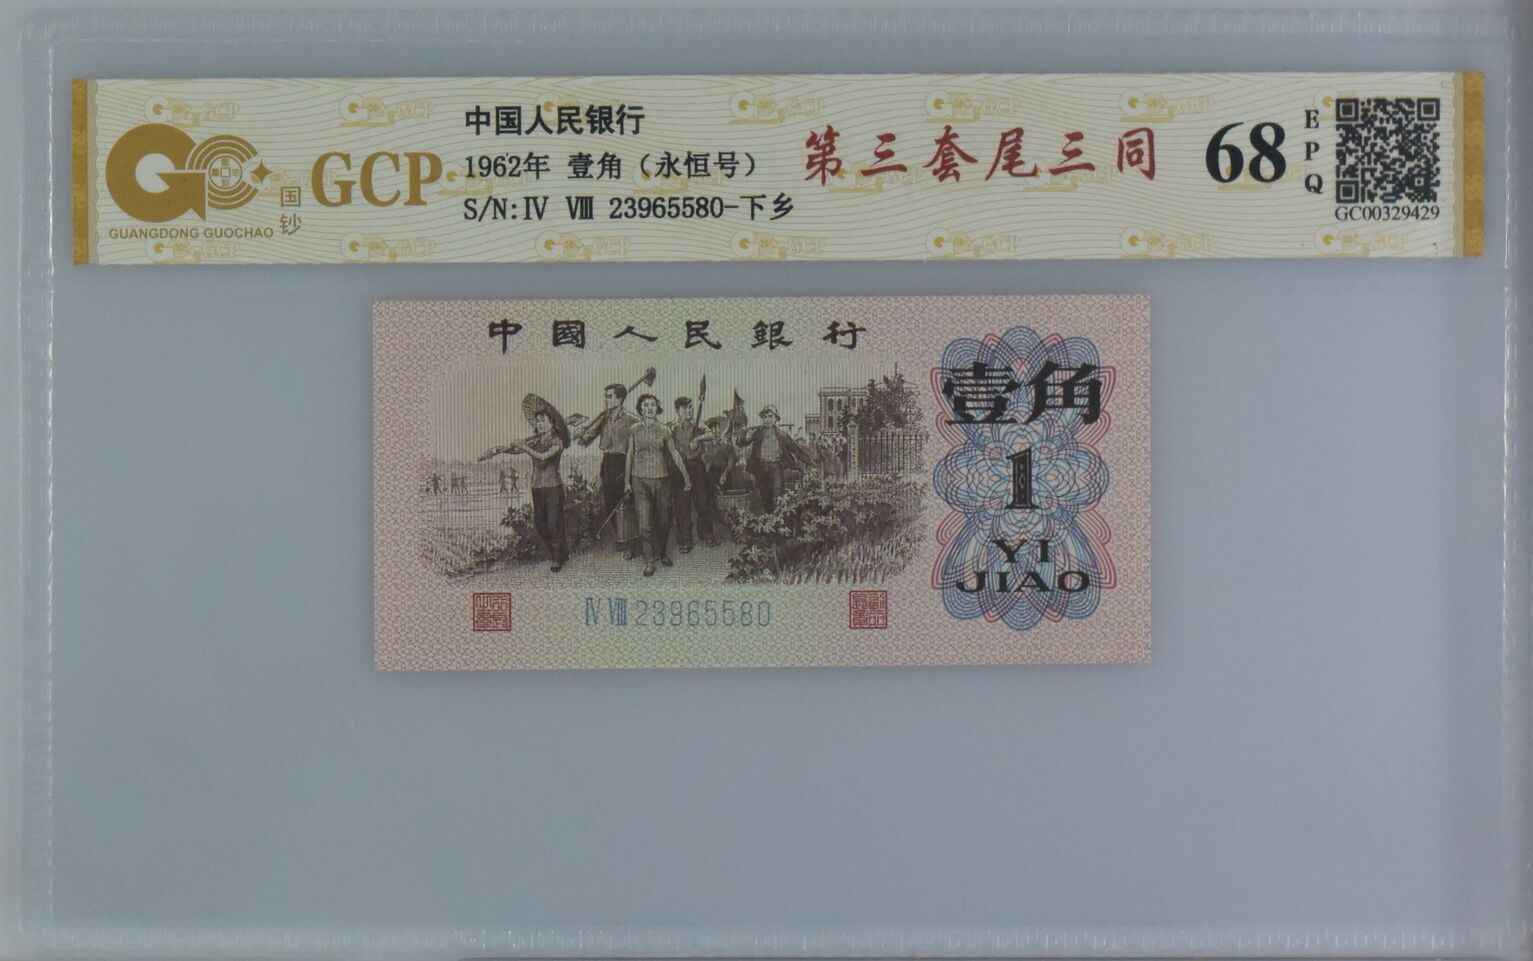 中国人民银行
1962年 壹角（永恒号）
S/N:Ⅳ Ⅷ 23965580-下乡
GCP
国钞
GUANGDONG GUOCHAO
第三套尾三同
68
EPQ
GC00329429
中國人民銀行
壹角
1
YI
JIAO
Ⅳ Ⅷ 23965580